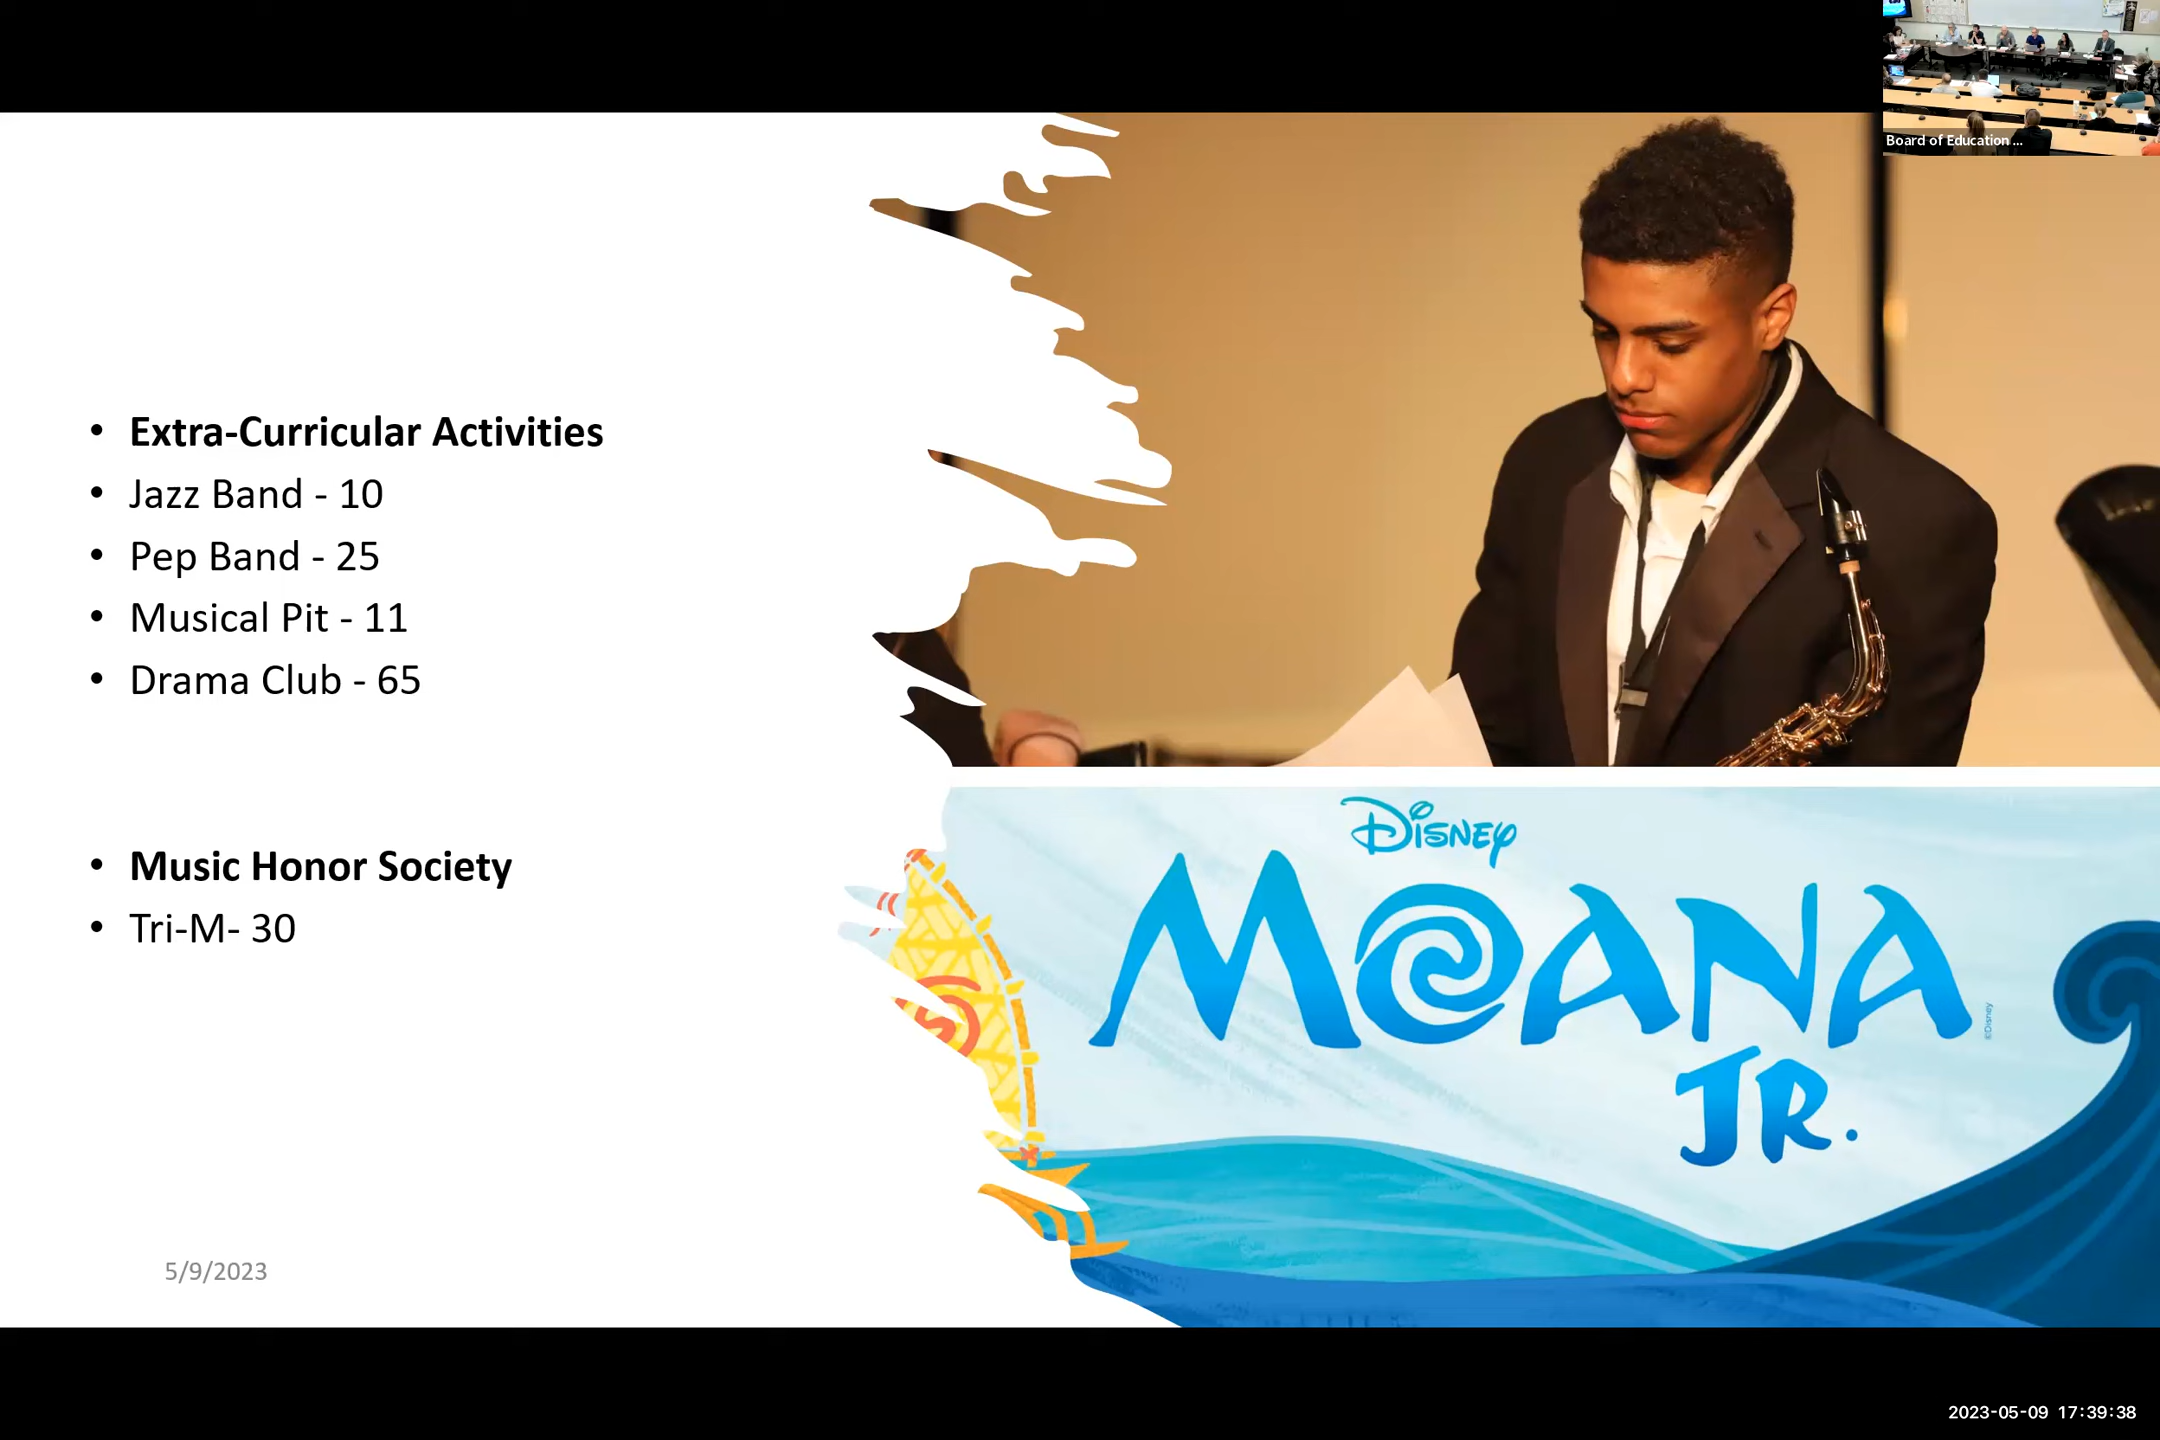 Board of Education ...
• Extra-Curricular Activities
• Jazz Band - 10
• Pep Band - 25
• Musical Pit - 11
• Drama Club - 65
• Music Honor Society
• Tri-M- 30
5/9/2023
Disney
MOANA
JR.
©Disney
2023-05-09 17:39:38